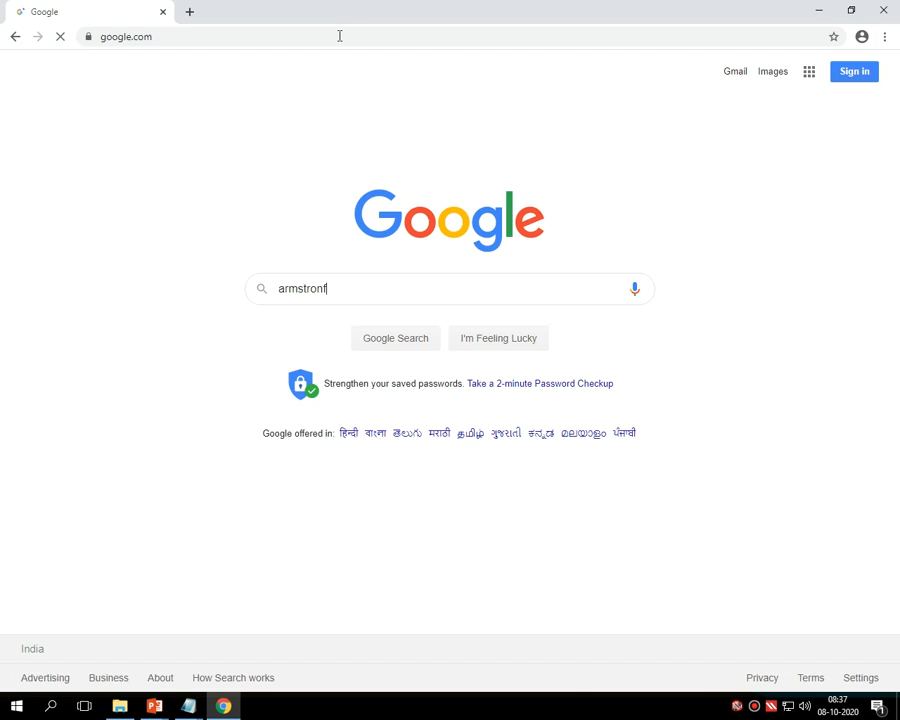 Google
google.com
Gmail Images Sign in
Google
armstronf
Google Search I'm Feeling Lucky
Strengthen your saved passwords. Take a 2-minute Password Checkup
Google offered in: हिन्दी বাংলা తెలుగు मराठी தமிழ் ગુજરાતી ಕನ್ನಡ മലയാളം ਪੰਜਾਬੀ
India
Advertising Business About How Search works Privacy Terms Settings
08:37
08-10-2020
1